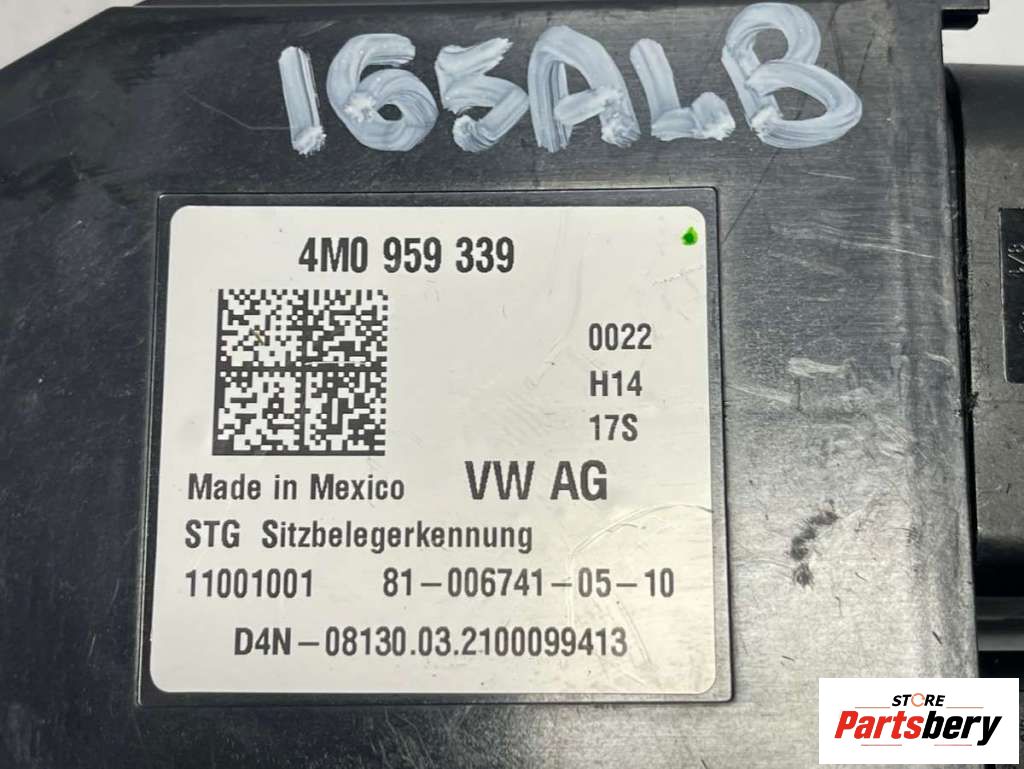 165ALB
4M0 959 339
0022
H14
17S
Made in Mexico VW AG
STG Sitzbelegerkennung
11001001 81-006741-05-10
D4N-08130.03.2100099413
STORE
Partsbery